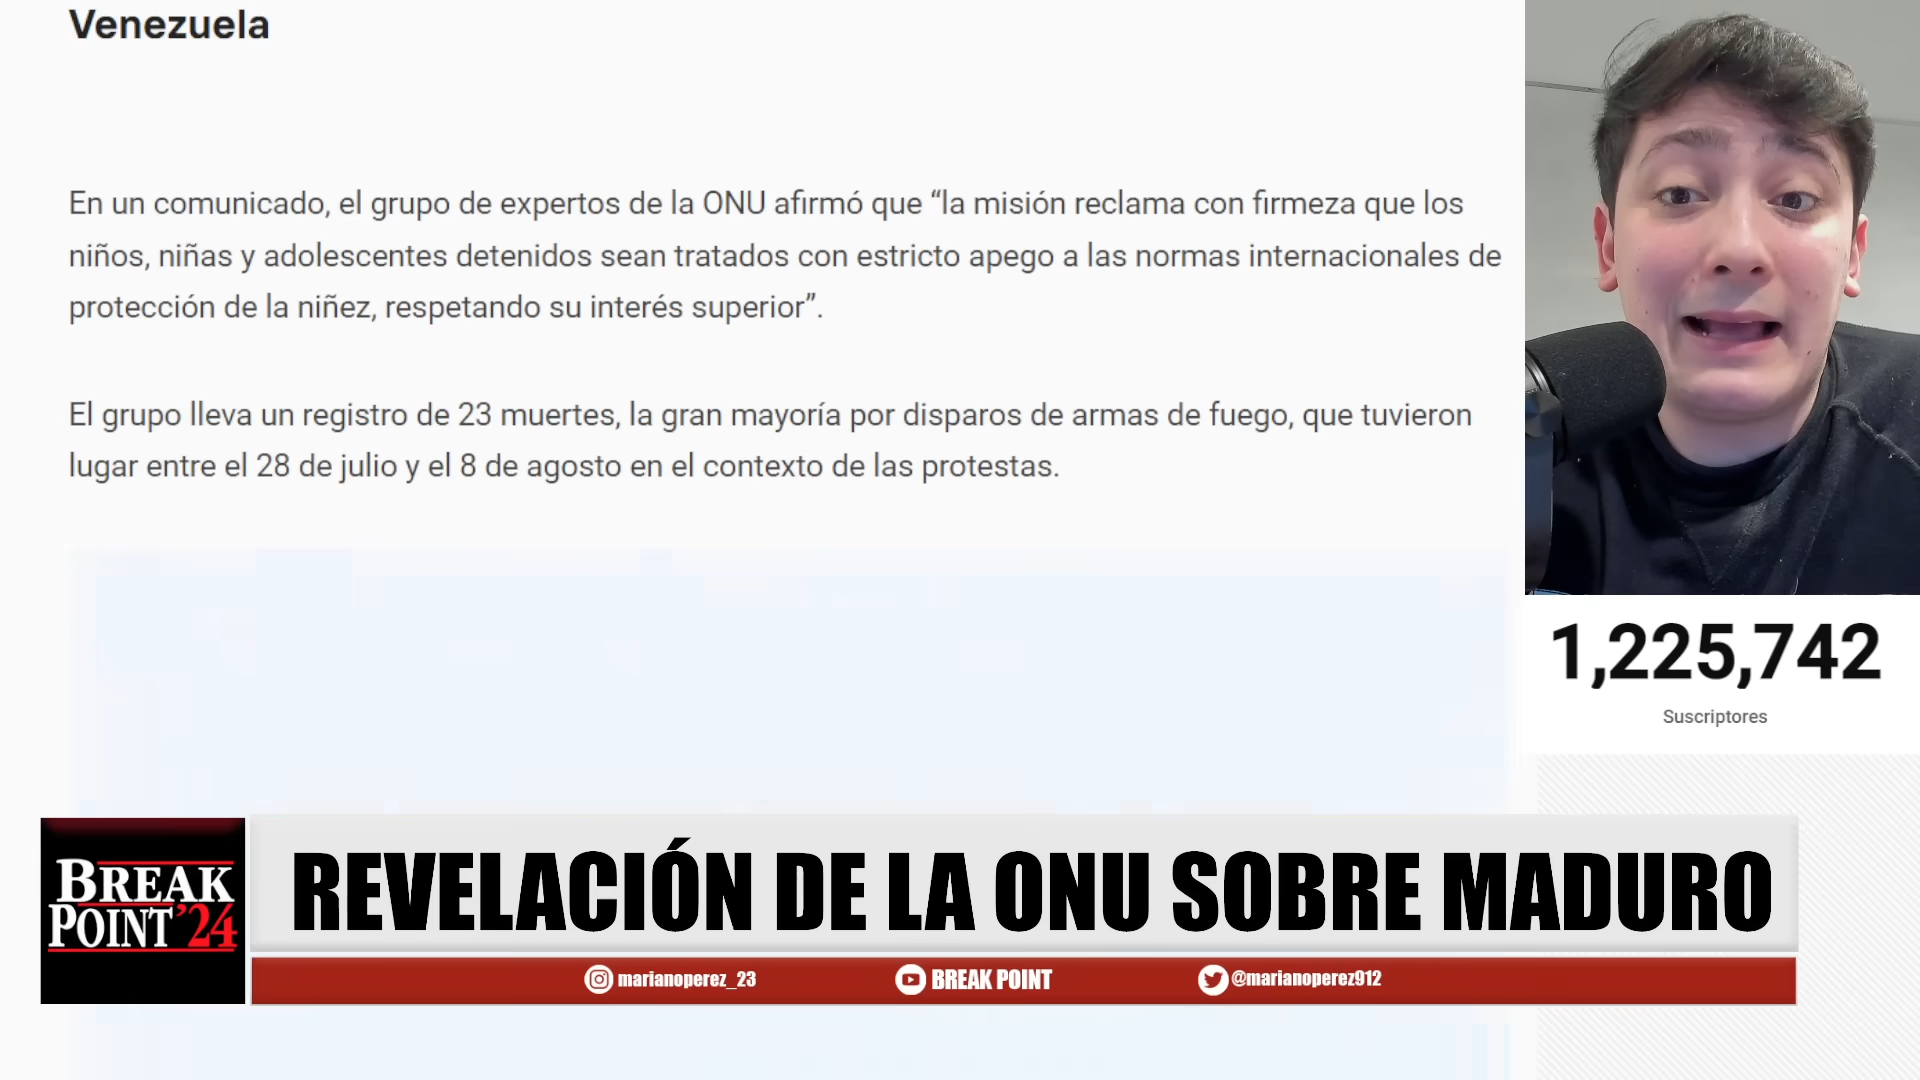 Venezuela
En un comunicado, el grupo de expertos de la ONU afirmó que “la misión reclama con firmeza que los
niños, niñas y adolescentes detenidos sean tratados con estricto apego a las normas internacionales de
protección de la niñez, respetando su interés superior”.
El grupo lleva un registro de 23 muertes, la gran mayoría por disparos de armas de fuego, que tuvieron
lugar entre el 28 de julio y el 8 de agosto en el contexto de las protestas.
1,225,742
Suscriptores
BREAK
POINT'24
REVELACIÓN DE LA ONU SOBRE MADURO
marianoperez_23
BREAK POINT
@marianoperez912